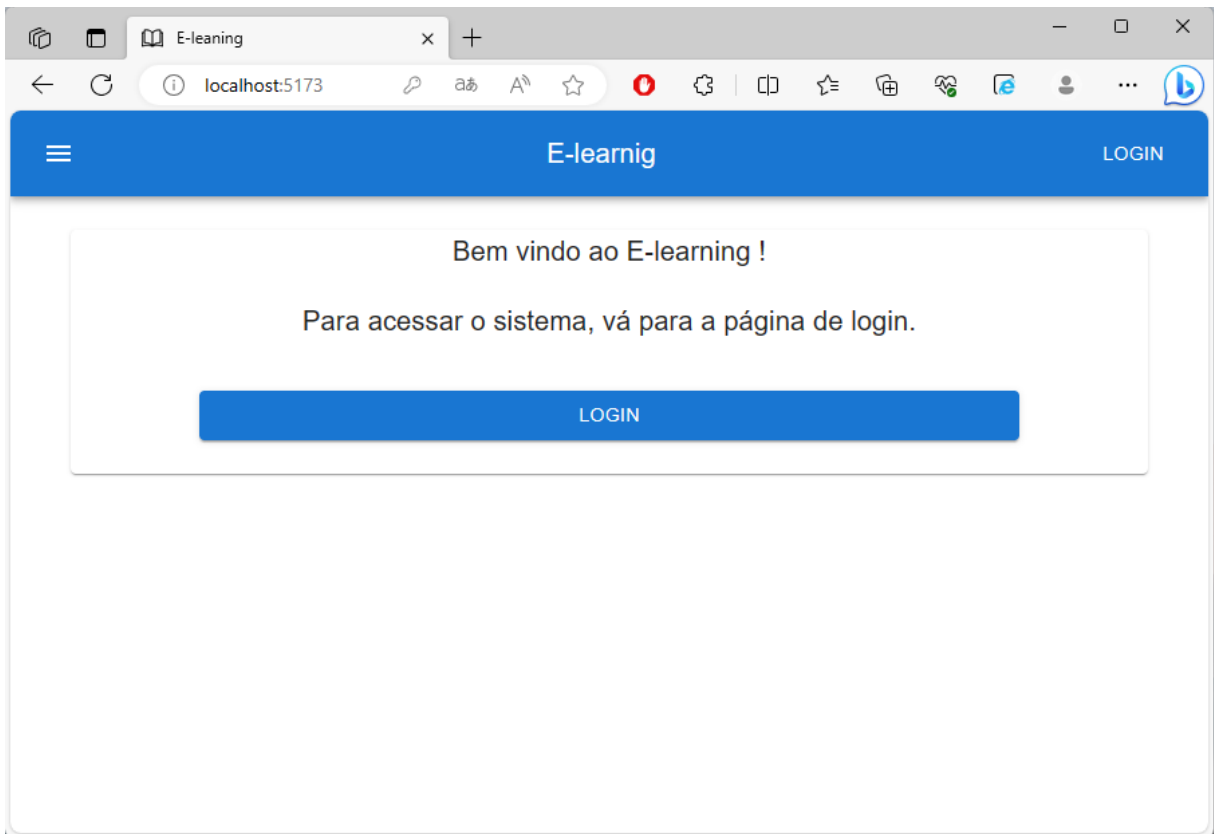 E-leaning
localhost:5173
E-learnig
LOGIN
Bem vindo ao E-learning !
Para acessar o sistema, vá para a página de login.
LOGIN